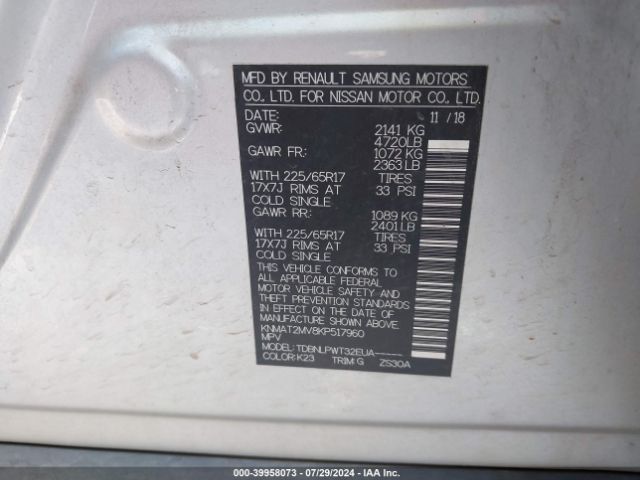 MFD BY RENAULT SAMSUNG MOTORS
CO., LTD. FOR NISSAN MOTOR CO., LTD.
DATE: 11 / 18
GVWR: 2141 KG
4720LB
GAWR FR: 1072 KG
2363LB
WITH 225/65R17 TIRES
17X7J RIMS AT 33 PSI
COLD SINGLE
GAWR RR: 1089 KG
2401LB
WITH 225/65R17 TIRES
17X7J RIMS AT 33 PSI
COLD SINGLE
THIS VEHICLE CONFORMS TO
ALL APPLICABLE FEDERAL
MOTOR VEHICLE SAFETY AND
THEFT PREVENTION STANDARDS
IN EFFECT ON THE DATE OF
MANUFACTURE SHOWN ABOVE.
KNMAT2MV8KP517960
MPV
MODEL: TDBNLPWT32EUA-----
COLOR:K23 TRIM:G ZS30A
000-39958073 - 07/29/2024 - IAA Inc.